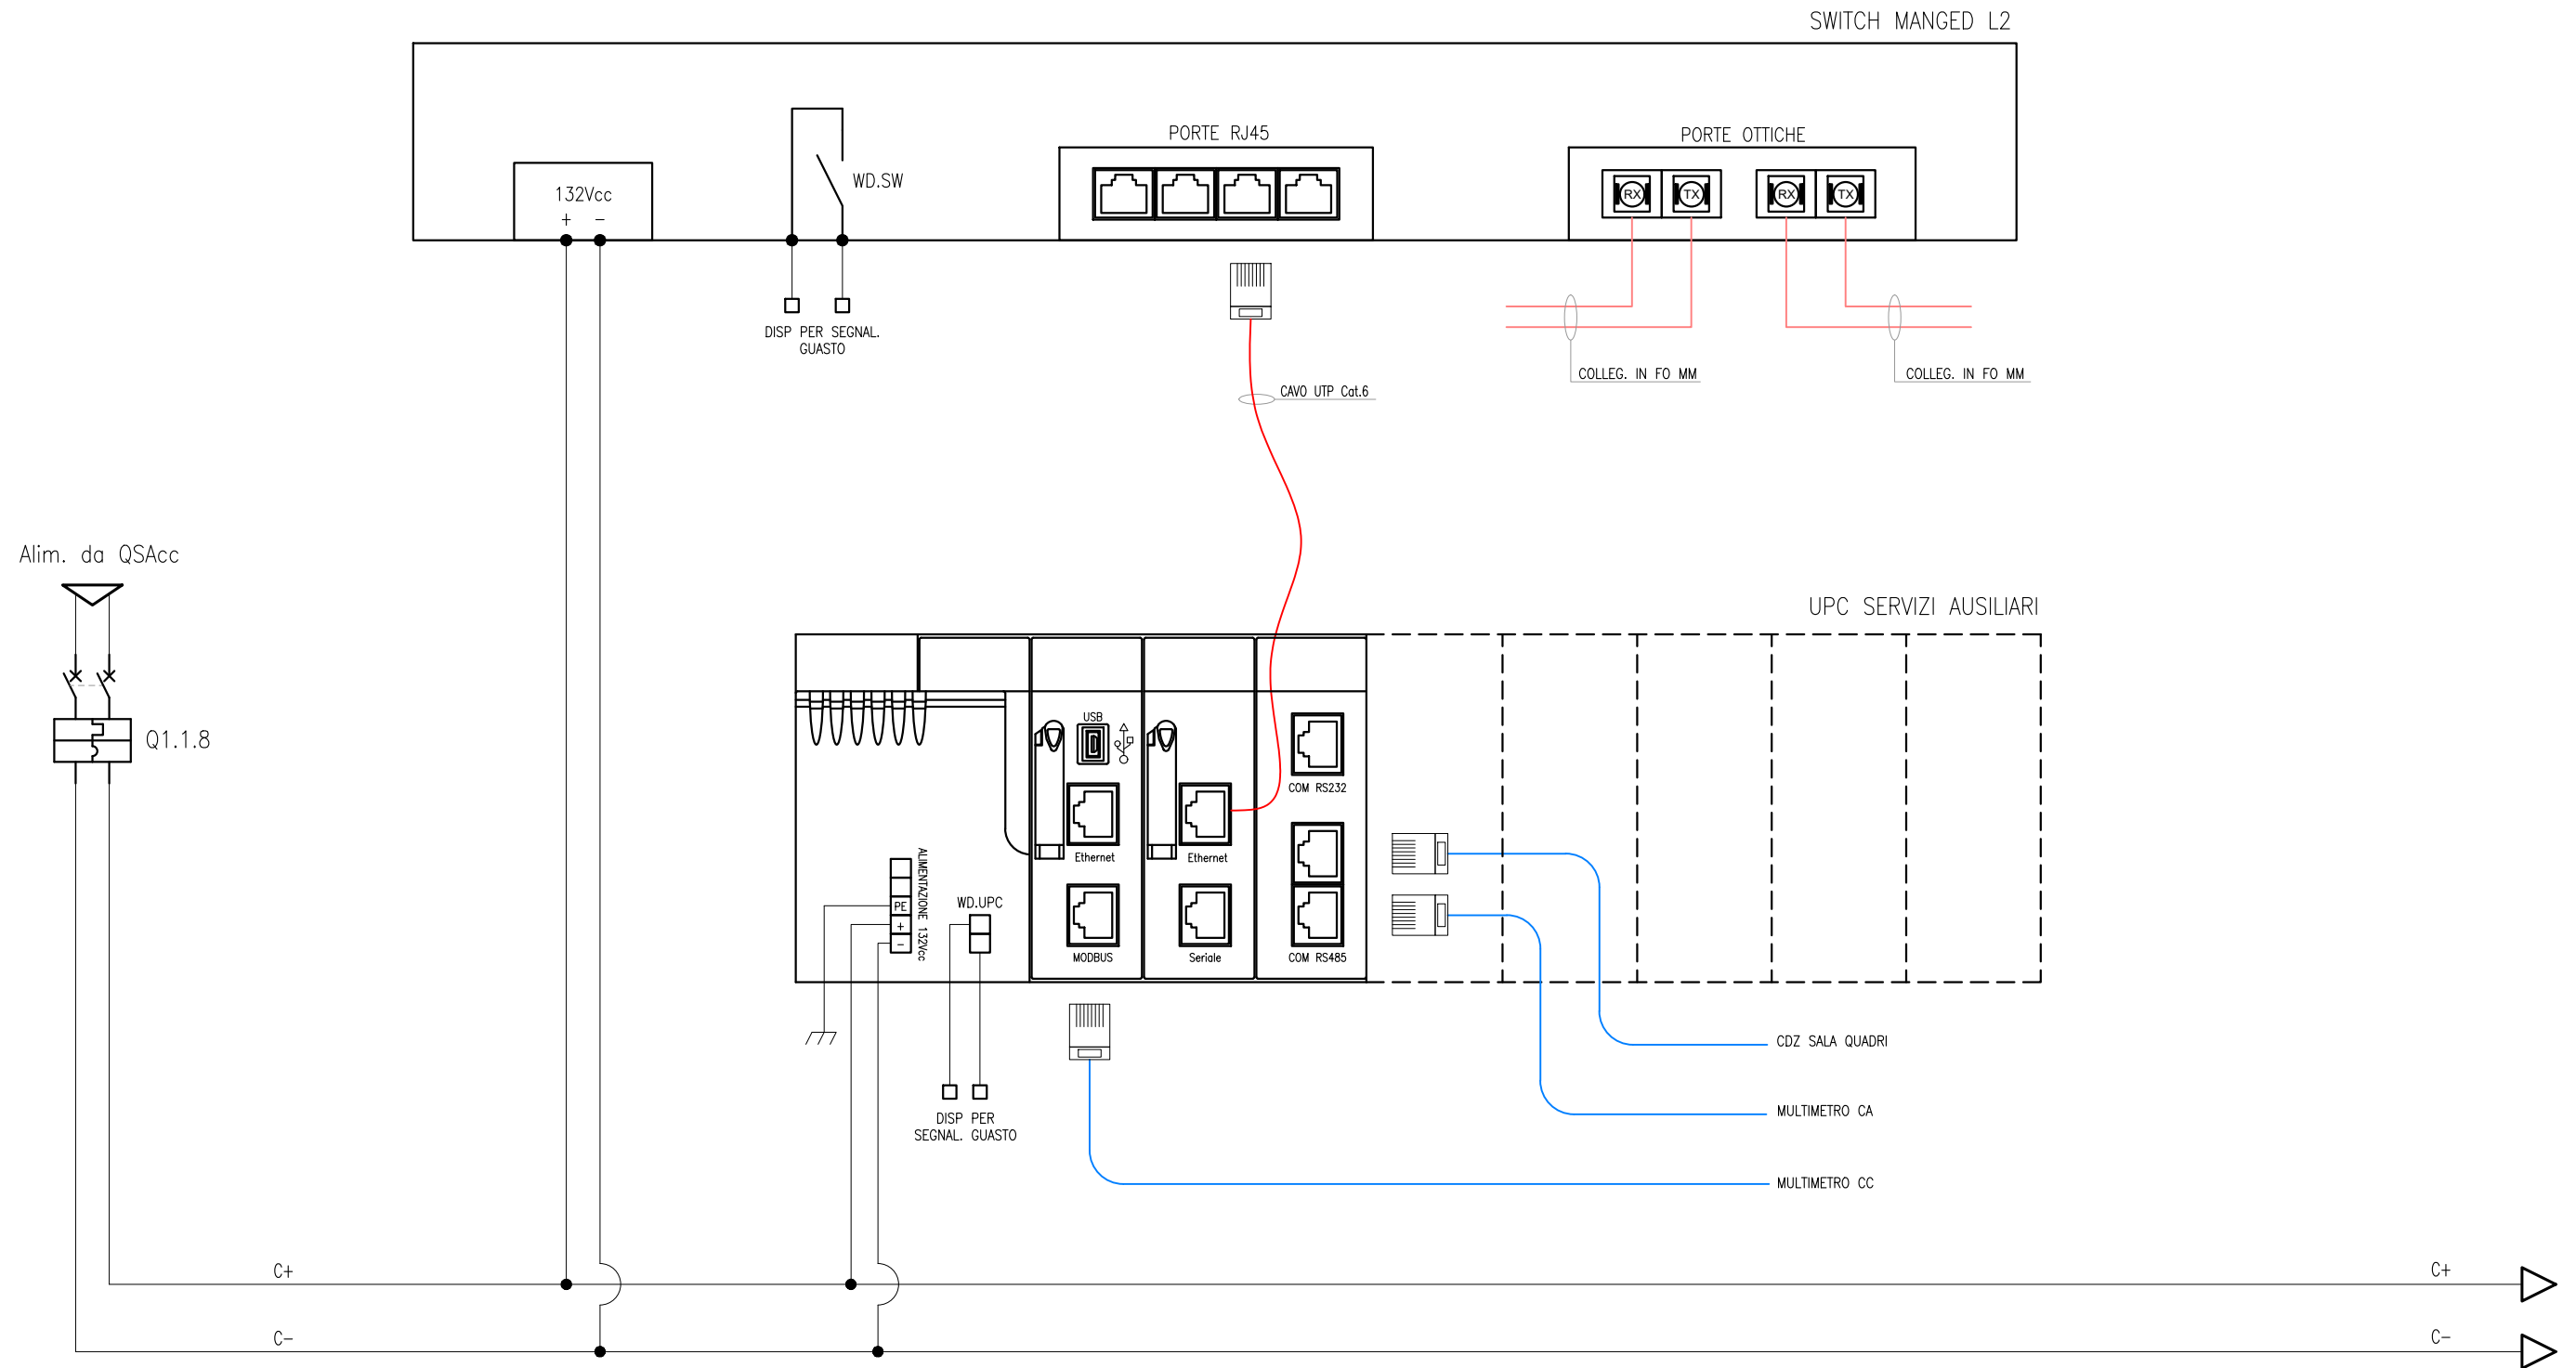 SWITCH MANGED L2
PORTE RJ45
PORTE OTTICHE
132Vcc
+ −
WD.SW
RX TX RX TX
DISP PER SEGNAL.
GUASTO
COLLEG. IN FO MM
COLLEG. IN FO MM
CAVO UTP Cat.6
Alim. da QSAcc
Q1.1.8
UPC SERVIZI AUSILIARI
USB
COM RS232
Ethernet
Ethernet
ALIMENTAZIONE 132Vcc
PE
+
−
WD.UPC
MODBUS
Seriale
COM RS485
CDZ SALA QUADRI
MULTIMETRO CA
DISP PER
SEGNAL. GUASTO
MULTIMETRO CC
C+
C+
C−
C−